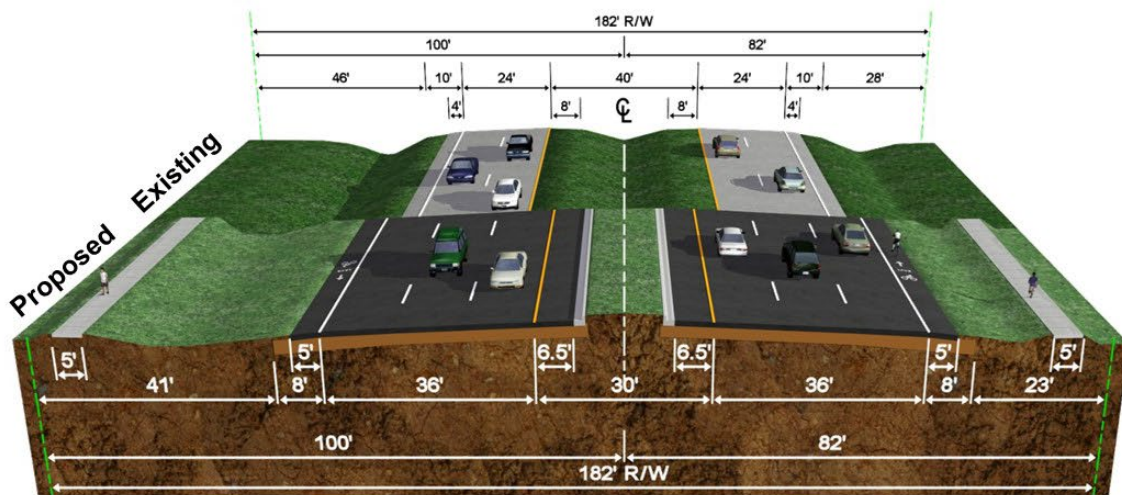 182' R/W
100' 82'
46' 10' 24' 40' 24' 10' 28'
4' 8' ℄ 8' 4'
Existing
Proposed
5' 5' 6.5' 6.5' 5' 5'
41' 8' 36' 30' 36' 8' 23'
100' 82'
182' R/W